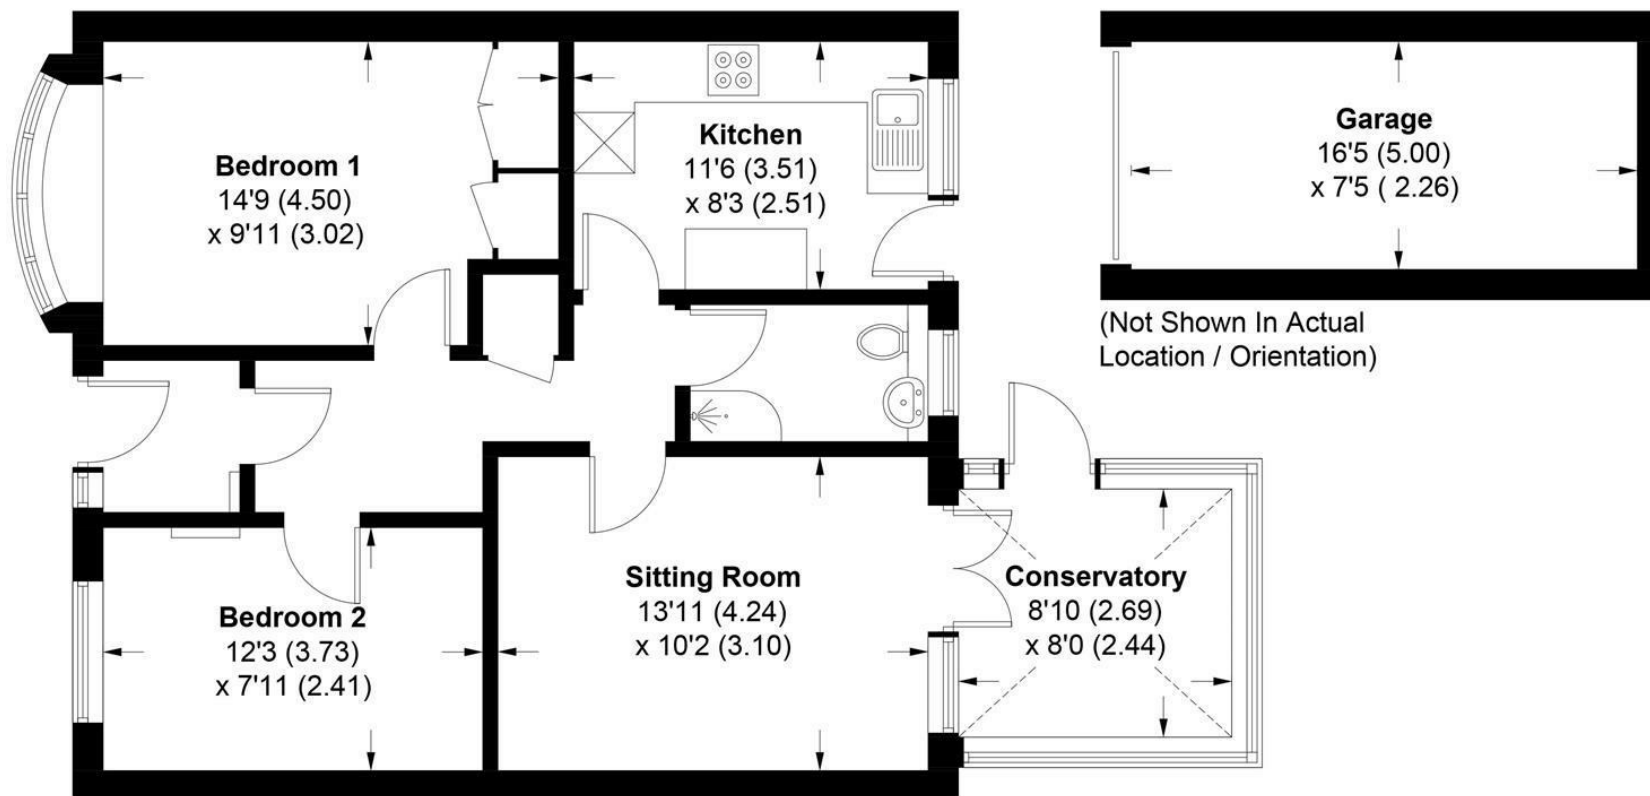 Bedroom 1
14'9 (4.50)
x 9'11 (3.02)
Kitchen
11'6 (3.51)
x 8'3 (2.51)
Garage
16'5 (5.00)
x 7'5 ( 2.26)
(Not Shown In Actual
Location / Orientation)
Bedroom 2
12'3 (3.73)
x 7'11 (2.41)
Sitting Room
13'11 (4.24)
x 10'2 (3.10)
Conservatory
8'10 (2.69)
x 8'0 (2.44)